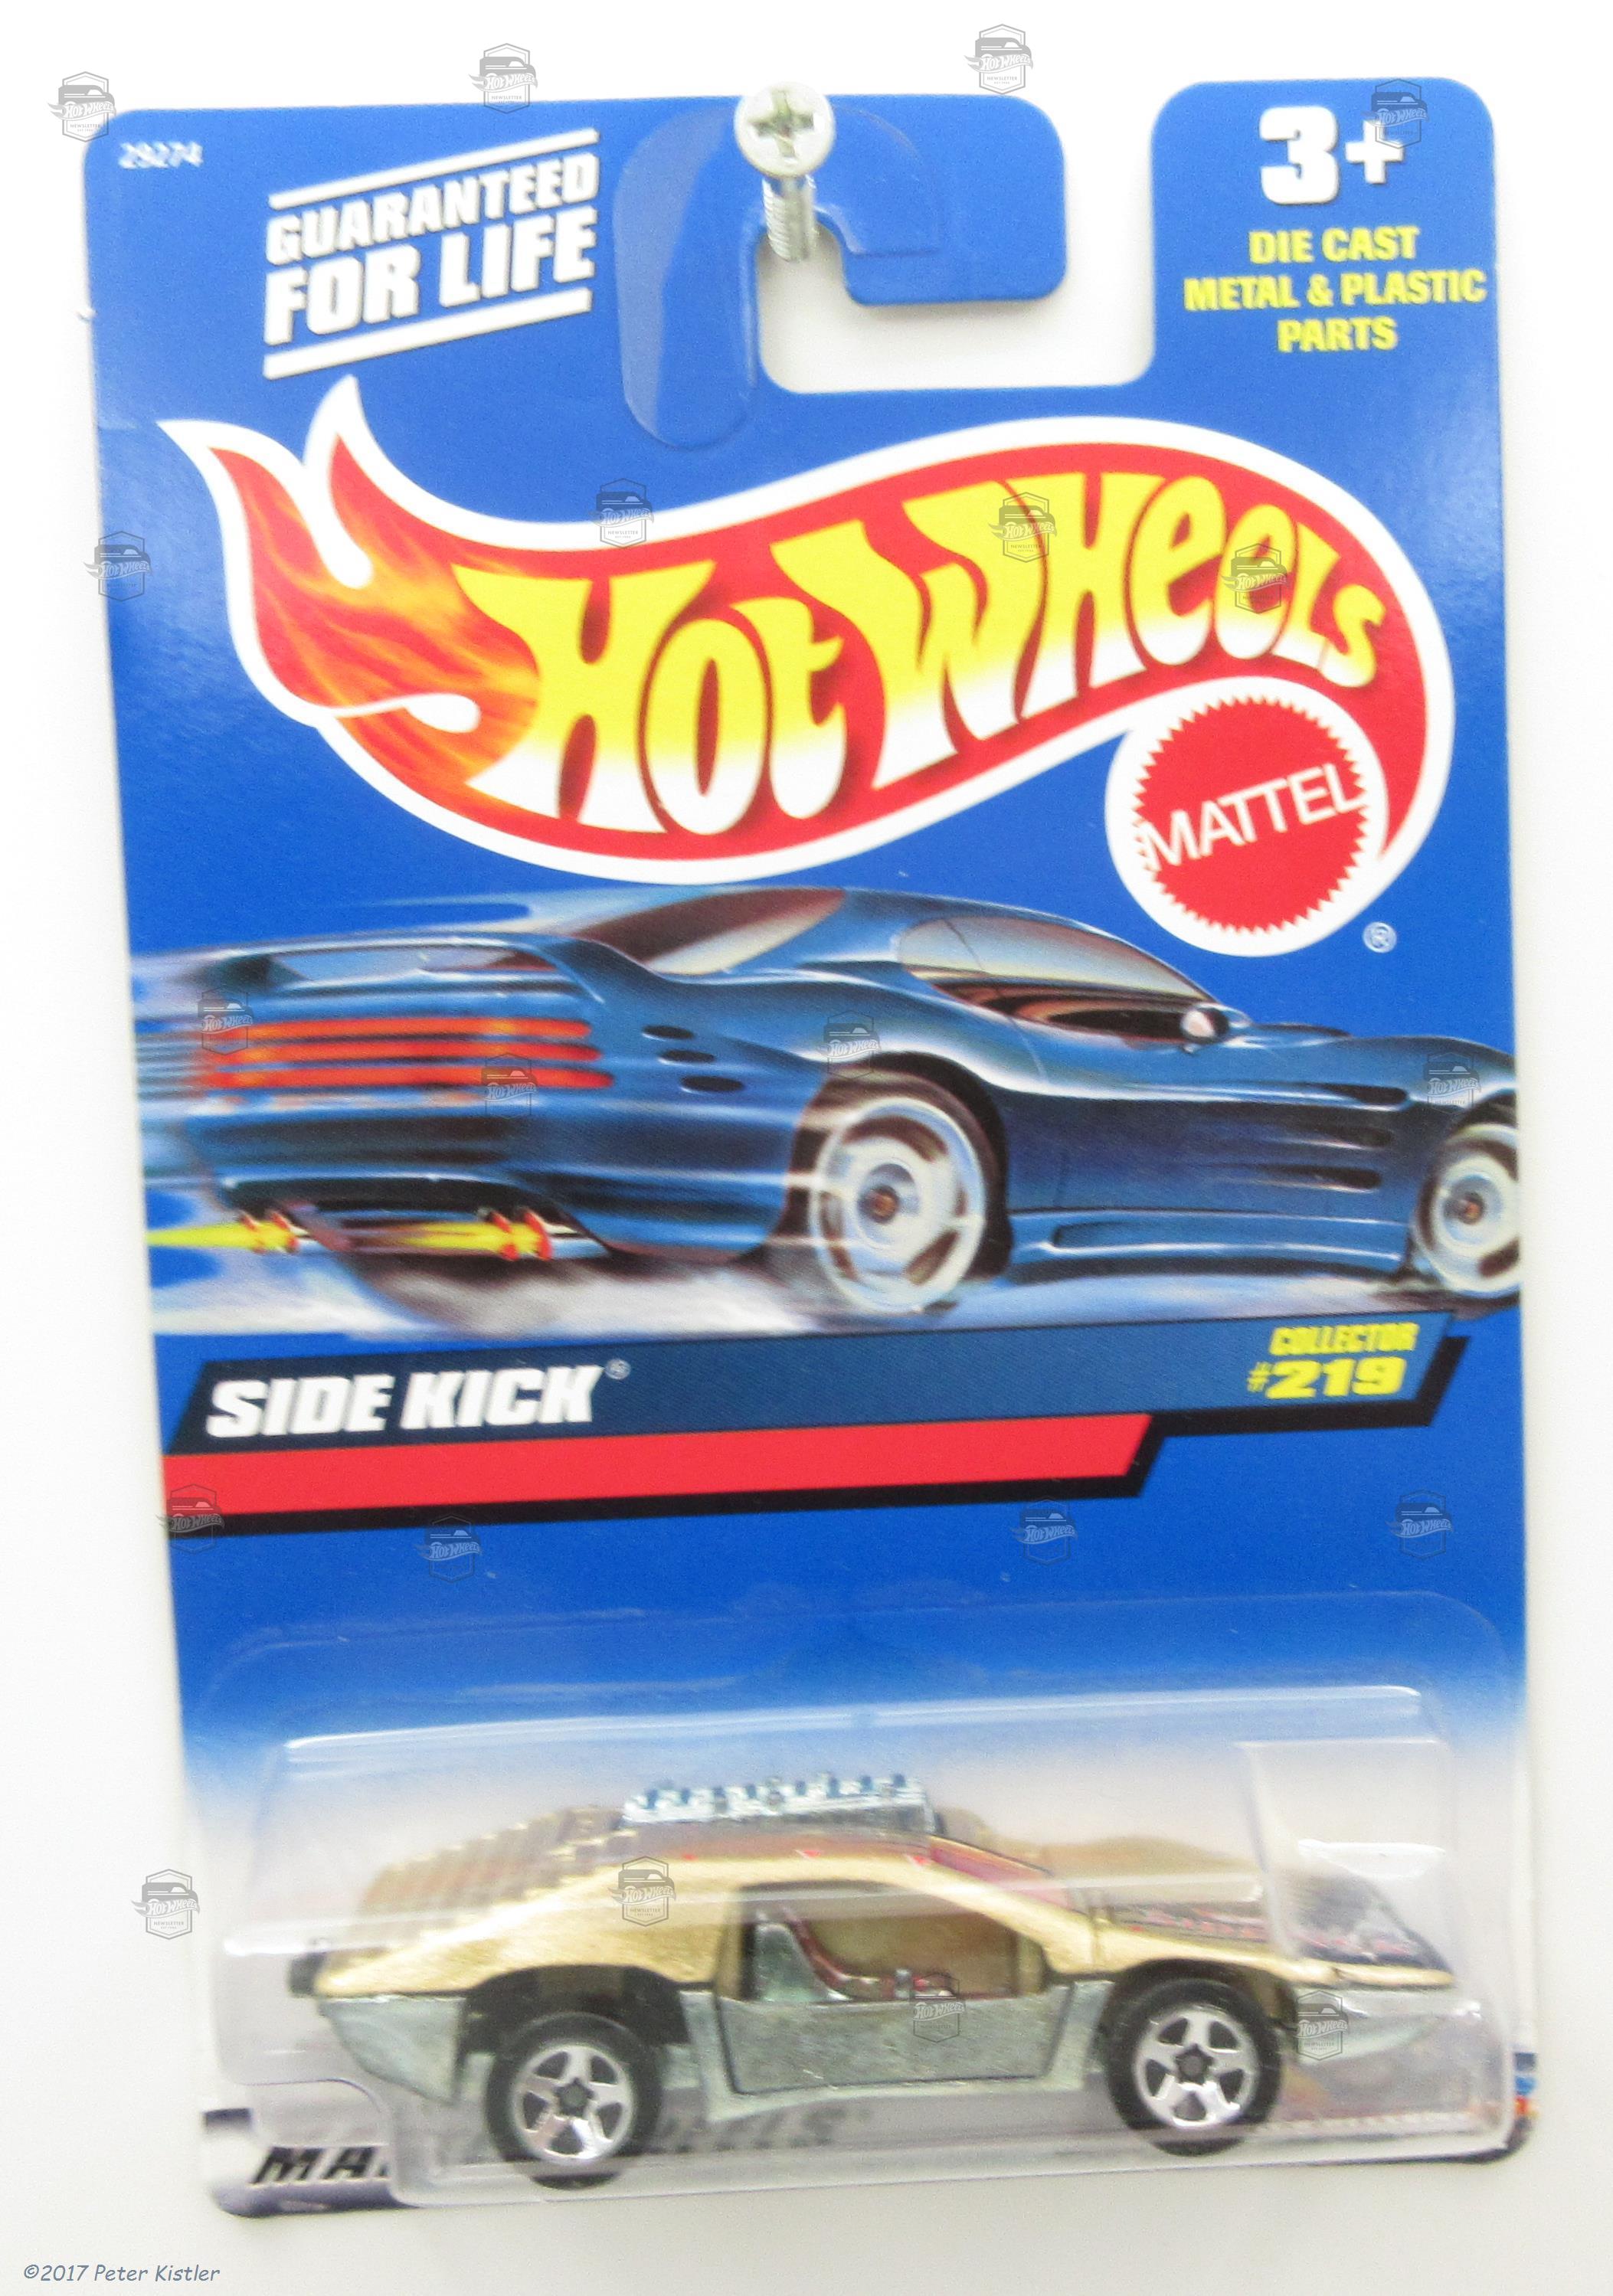 29274
GUARANTEED
FOR LIFE
3+
DIE CAST
METAL & PLASTIC
PARTS
HOT WHEELS
MATTEL
®
SIDE KICK®
COLLECTOR
#219
©2017 Peter Kistler